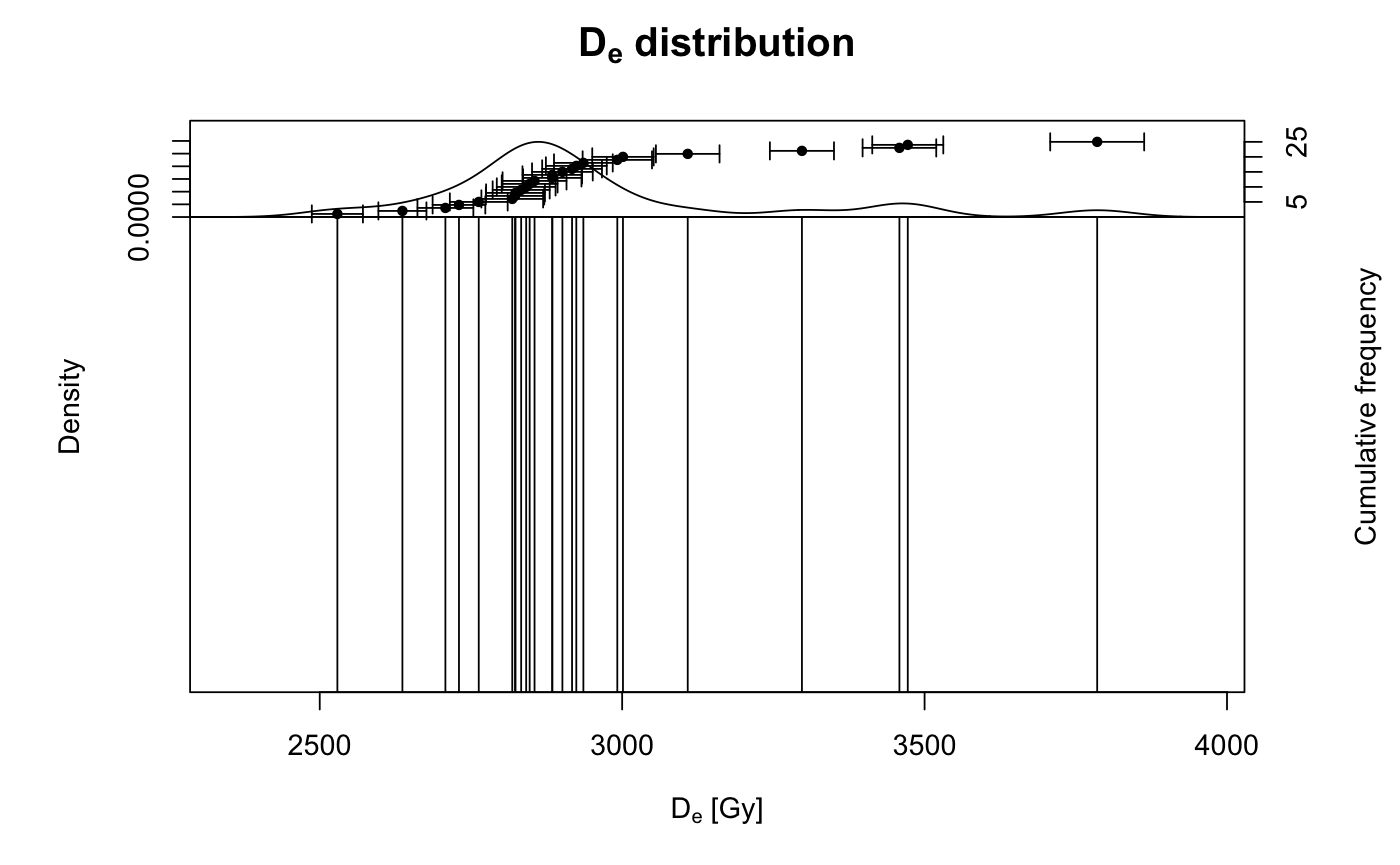 De distribution
25
5
0.0000
Density
Cumulative frequency
2500 3000 3500 4000
De [Gy]